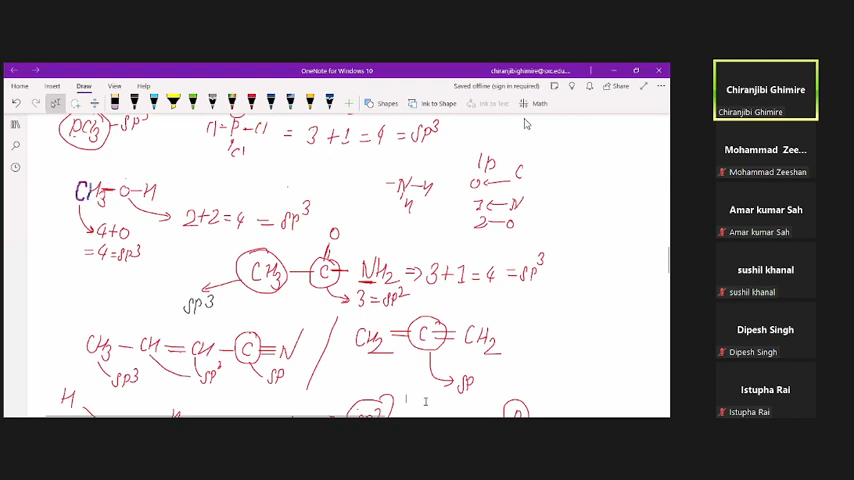 OneNote for Windows 10
chiranjibighimire@sxc.edu....
Home Insert Draw View Help
Saved offline (sign in required)
Share
Shapes Ink to Shape Ink to Text Math
PCl3 - sp3
Cl - P - Cl
Cl
= 3 + 1 = 4 = sp3
CH3 - O - H
2+2 = 4 = sp3
4+0
= 4 = sp3
- N - H
H
lp
0 ← C
1 ← N
2 - O
O
CH3 - C - NH2 ⇒ 3 + 1 = 4 = sp3
sp3
3 = sp2
CH3 - CH = CH - C ≡ N / CH2 = C = CH2
sp3 sp2 sp
sp
H
Chiranjibi Ghimire
Chiranjibi Ghimire
Mohammad Zee...
Mohammad Zeeshan
Amar kumar Sah
Amar kumar Sah
sushil khanal
sushil khanal
Dipesh Singh
Dipesh Singh
Istupha Rai
Istupha Rai